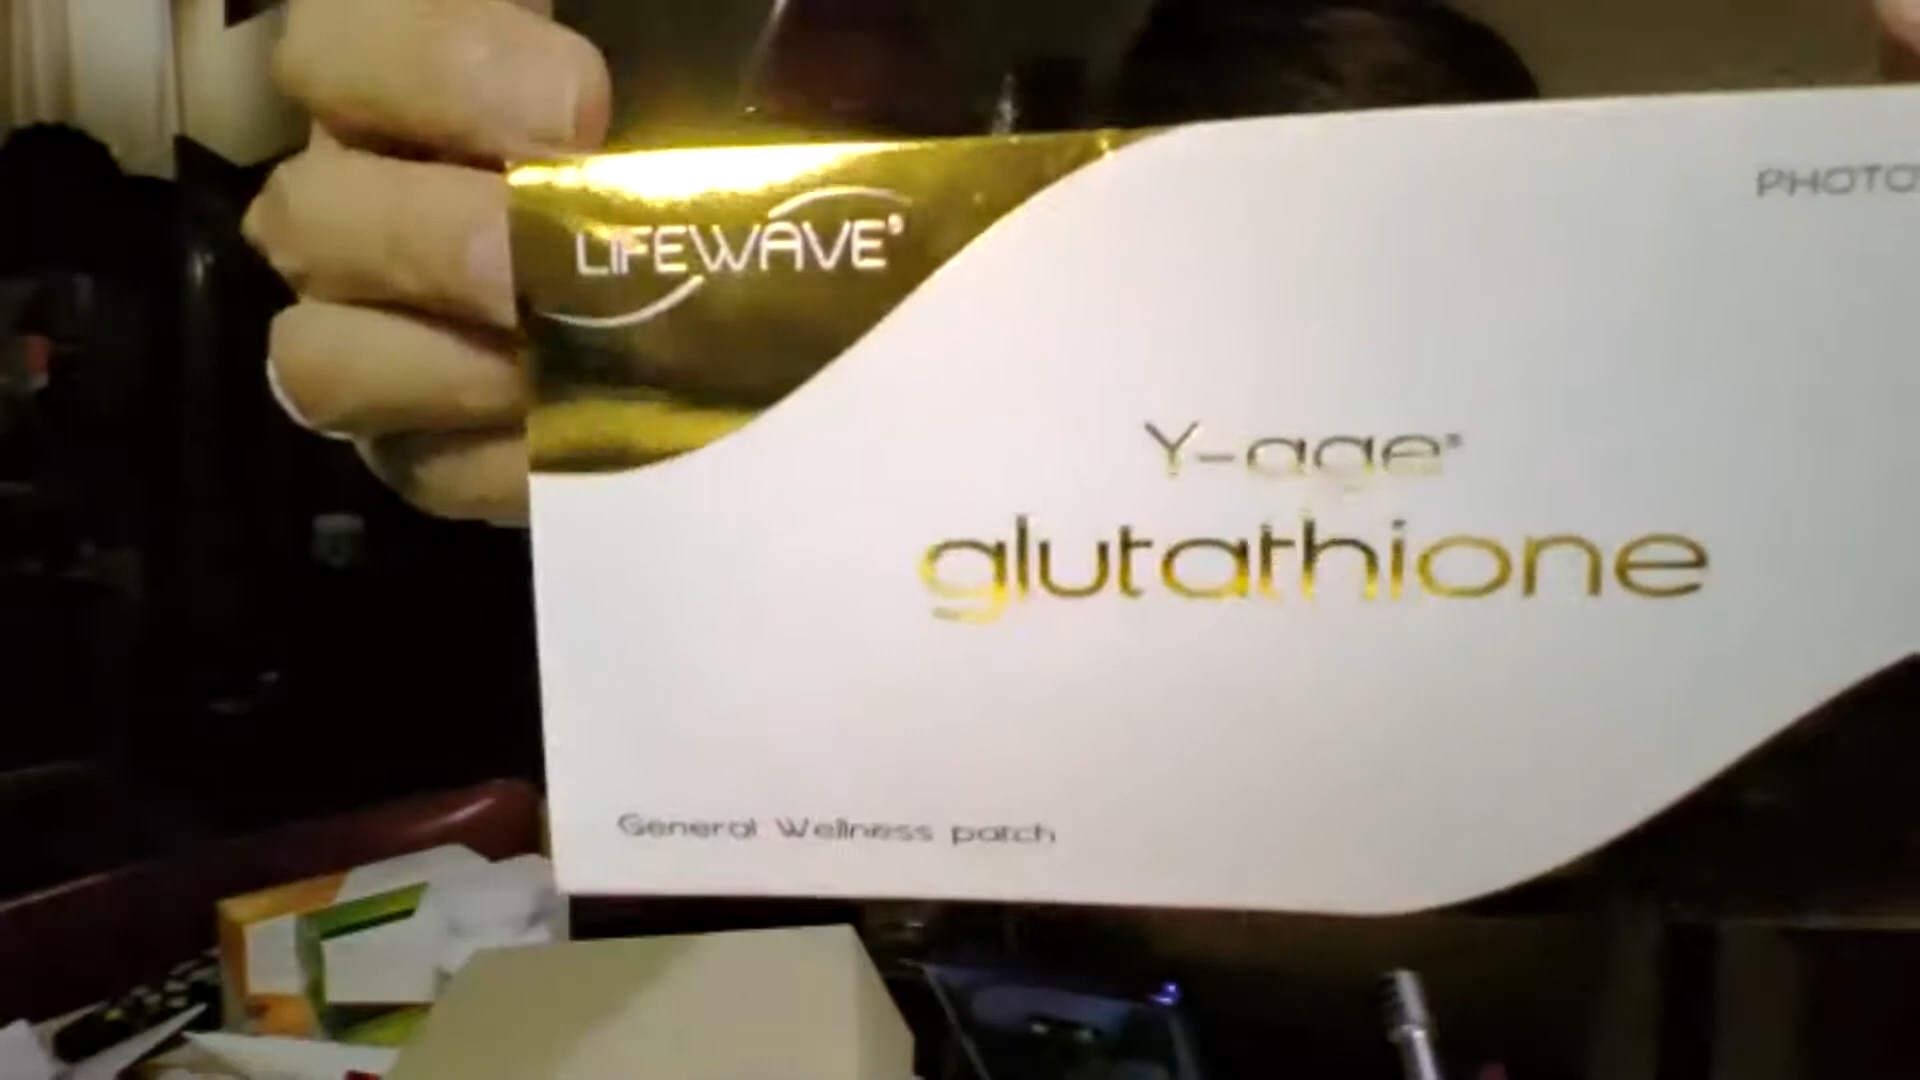 LIFEWAVE®
PHOTO
Y-age®
glutathione
General Wellness patch